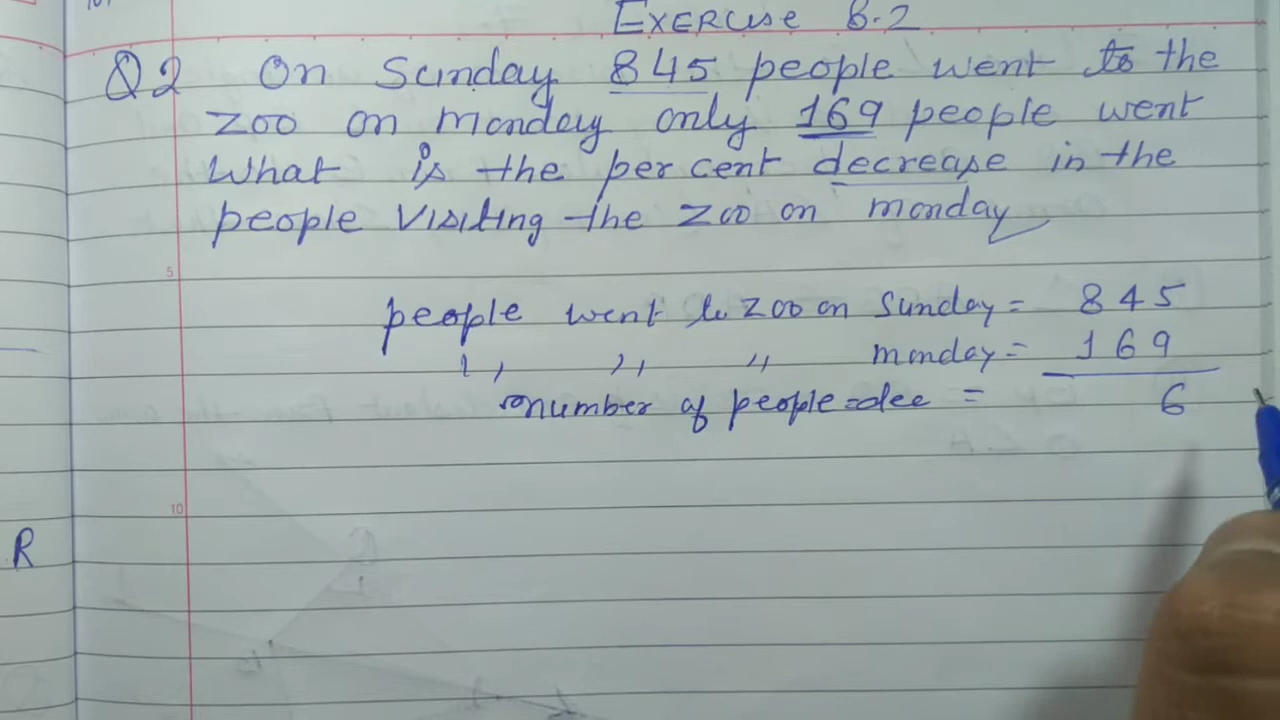 EXERCISE 8.2
Q2 On Sunday 845 people went to the
zoo on monday only 169 people went
What is the per cent decrease in the
people visiting the zoo on monday
5
people went to zoo on Sunday = 845
,, ,, ,, monday = 169
number of people dec = 6
10
R